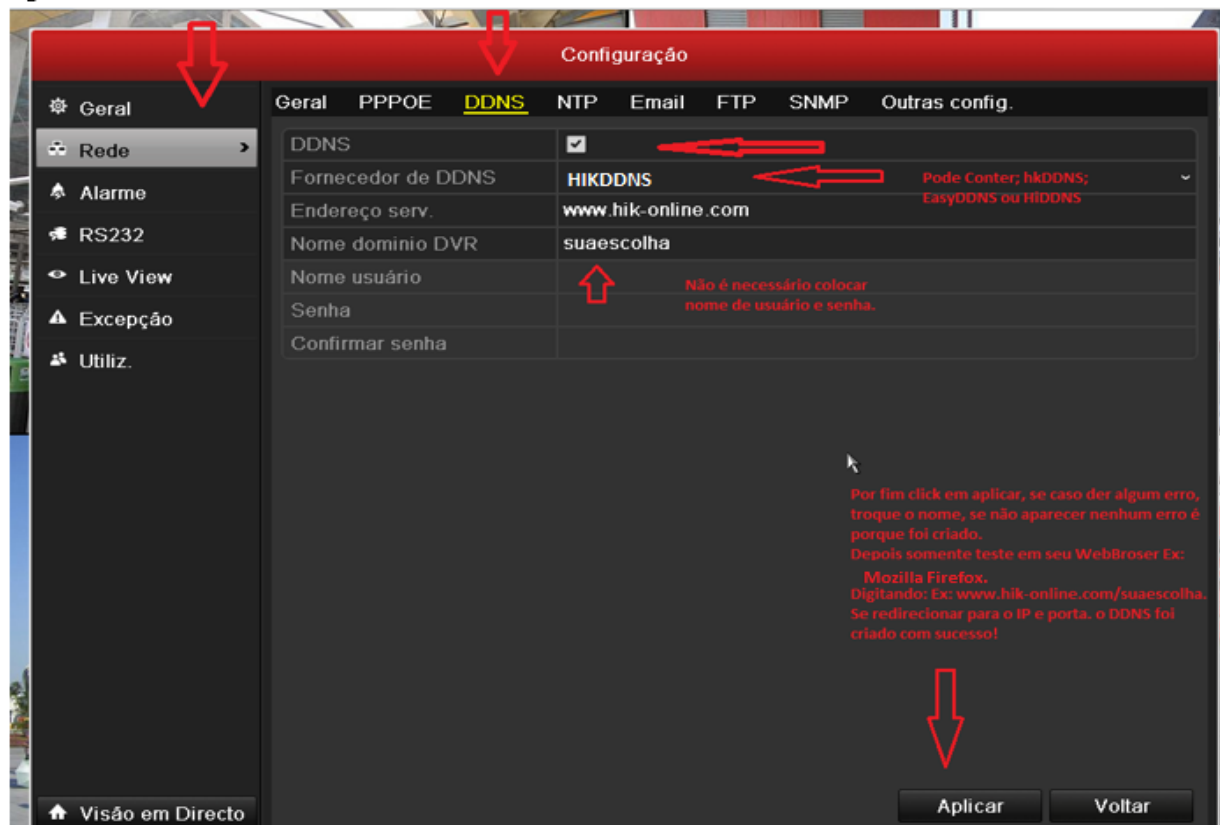 Configuração
Geral
Rede
Alarme
RS232
Live View
Excepção
Utiliz.
Visão em Directo
Geral PPPOE DDNS NTP Email FTP SNMP Outras config.
DDNS
Fornecedor de DDNS HIKDDNS
Pode Conter; hkDDNS;
EasyDDNS ou HiDDNS
Endereço serv. www.hik-online.com
Nome dominio DVR suaescolha
Nome usuário
Senha
Confirmar senha
Não é necessário colocar
nome de usuário e senha.
Por fim click em aplicar, se caso der algum erro,
troque o nome, se não aparecer nenhum erro é
porque foi criado.
Depois somente teste em seu WebBroser Ex:
Mozilla Firefox.
Digitando: Ex: www.hik-online.com/suaescolha.
Se redirecionar para o IP e porta. o DDNS foi
criado com sucesso!
Aplicar Voltar